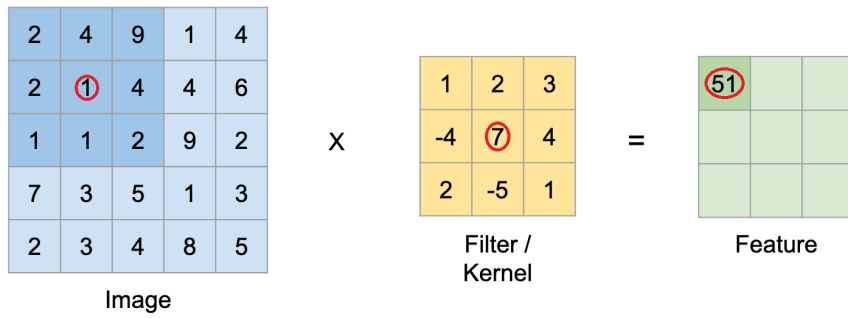 2 4 9 1 4
2 1 4 4 6
1 1 2 9 2
7 3 5 1 3
2 3 4 8 5
Image
x
1 2 3
-4 7 4
2 -5 1
Filter /
Kernel
=
51
Feature